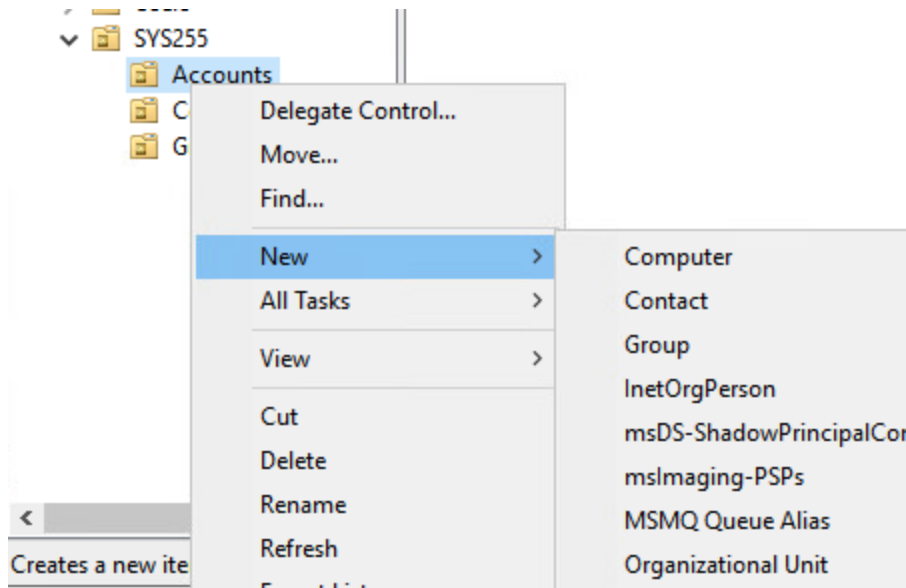 SYS255
Accounts
C
G
Delegate Control...
Move...
Find...
New
All Tasks
View
Cut
Delete
Rename
Refresh
Computer
Contact
Group
InetOrgPerson
msDS-ShadowPrincipalCor
msImaging-PSPs
MSMQ Queue Alias
Organizational Unit
Creates a new ite